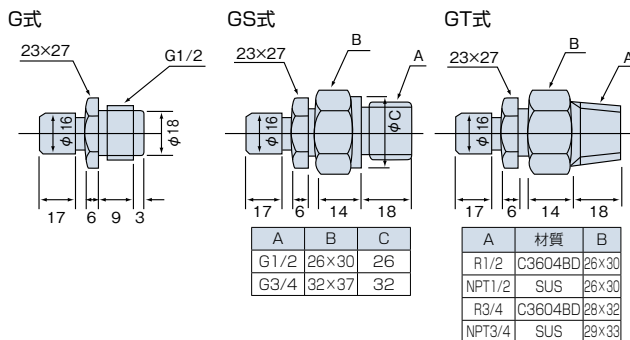 G式
23×27
G1/2
φ16
φ18
17
6
9
3
GS式
B
23×27
A
φ16
φC
17
6
14
18
A B C
G1/2 26×30 26
G3/4 32×37 32
GT式
B
23×27
A
φ16
17
6
14
18
A 材質 B
R1/2 C3604BD 26×30
NPT1/2 SUS 26×30
R3/4 C3604BD 28×32
NPT3/4 SUS 29×33